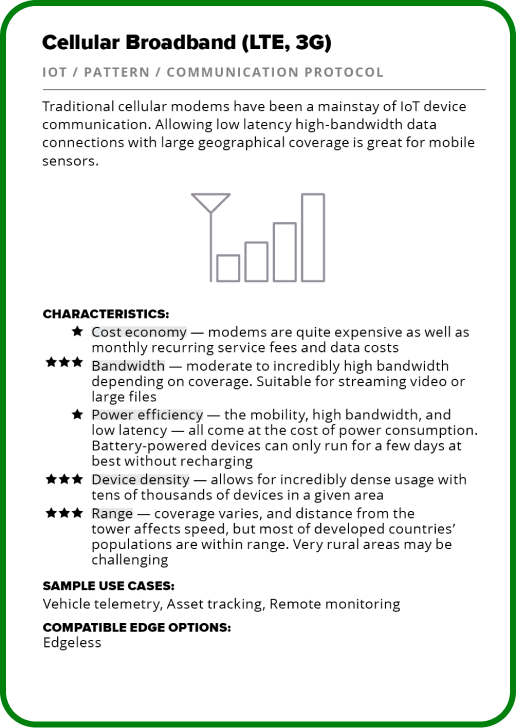 Cellular Broadband (LTE, 3G)
IOT / PATTERN / COMMUNICATION PROTOCOL
Traditional cellular modems have been a mainstay of IoT device
communication. Allowing low latency high-bandwidth data
connections with large geographical coverage is great for mobile
sensors.
CHARACTERISTICS:
★ Cost economy — modems are quite expensive as well as
monthly recurring service fees and data costs
★★★ Bandwidth — moderate to incredibly high bandwidth
depending on coverage. Suitable for streaming video or
large files
★ Power efficiency — the mobility, high bandwidth, and
low latency — all come at the cost of power consumption.
Battery-powered devices can only run for a few days at
best without recharging
★★★ Device density — allows for incredibly dense usage with
tens of thousands of devices in a given area
★★★ Range — coverage varies, and distance from the
tower affects speed, but most of developed countries’
populations are within range. Very rural areas may be
challenging
SAMPLE USE CASES:
Vehicle telemetry, Asset tracking, Remote monitoring
COMPATIBLE EDGE OPTIONS:
Edgeless